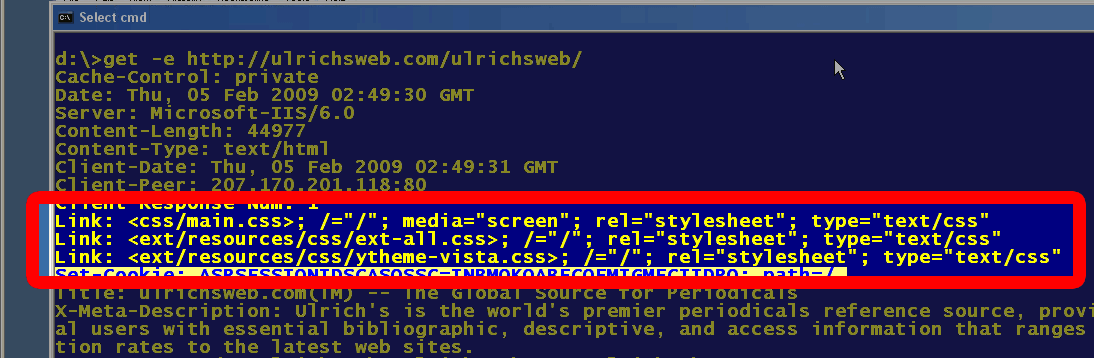 Select cmd
d:\>get -e http://ulrichsweb.com/ulrichsweb/
Cache-Control: private
Date: Thu, 05 Feb 2009 02:49:30 GMT
Server: Microsoft-IIS/6.0
Content-Length: 44977
Content-Type: text/html
Client-Date: Thu, 05 Feb 2009 02:49:31 GMT
Client-Peer: 207.170.201.118:80
Client-Response-Num: 1
Link: <css/main.css>; /="/"; media="screen"; rel="stylesheet"; type="text/css"
Link: <ext/resources/css/ext-all.css>; /="/"; rel="stylesheet"; type="text/css"
Link: <ext/resources/css/ytheme-vista.css>; /="/"; rel="stylesheet"; type="text/css"
Set-Cookie: path=/
Title: ulrichsweb.com(TM) -- The Global Source for Periodicals
X-Meta-Description: Ulrich's is the world's premier periodicals reference source, provi
al users with essential bibliographic, descriptive, and access information that ranges
tion rates to the latest web sites.